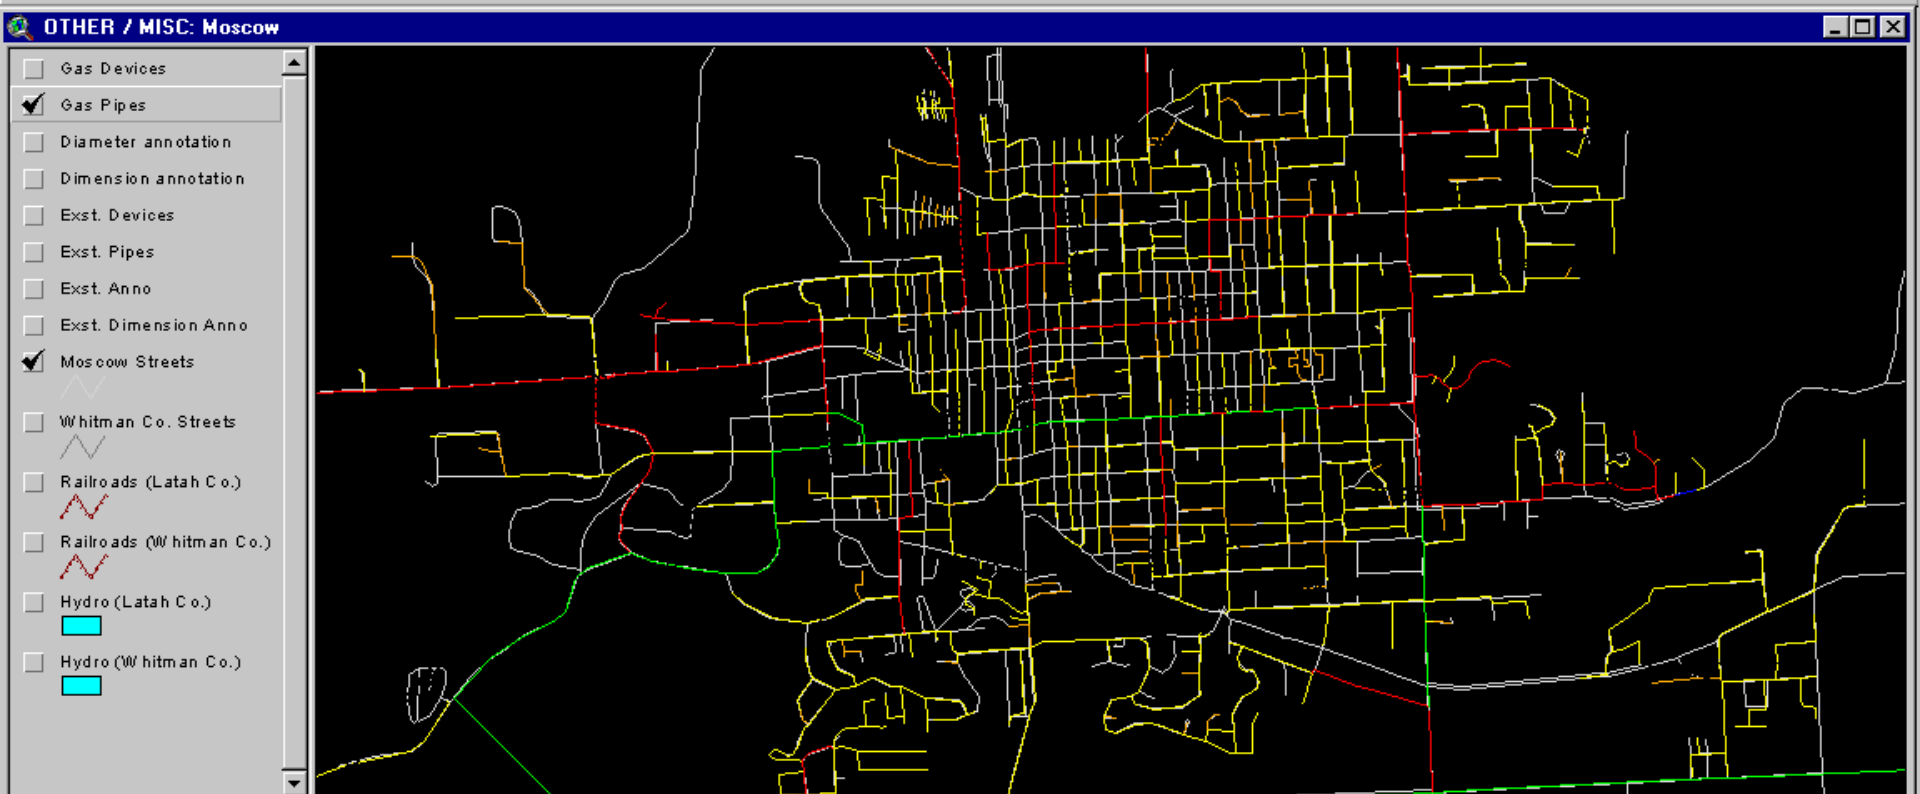 OTHER / MISC: Moscow
Gas Devices
Gas Pipes
Diameter annotation
Dimension annotation
Exst. Devices
Exst. Pipes
Exst. Anno
Exst. Dimension Anno
Moscow Streets
Whitman Co. Streets
Railroads (Latah Co.)
Railroads (Whitman Co.)
Hydro (Latah Co.)
Hydro (Whitman Co.)